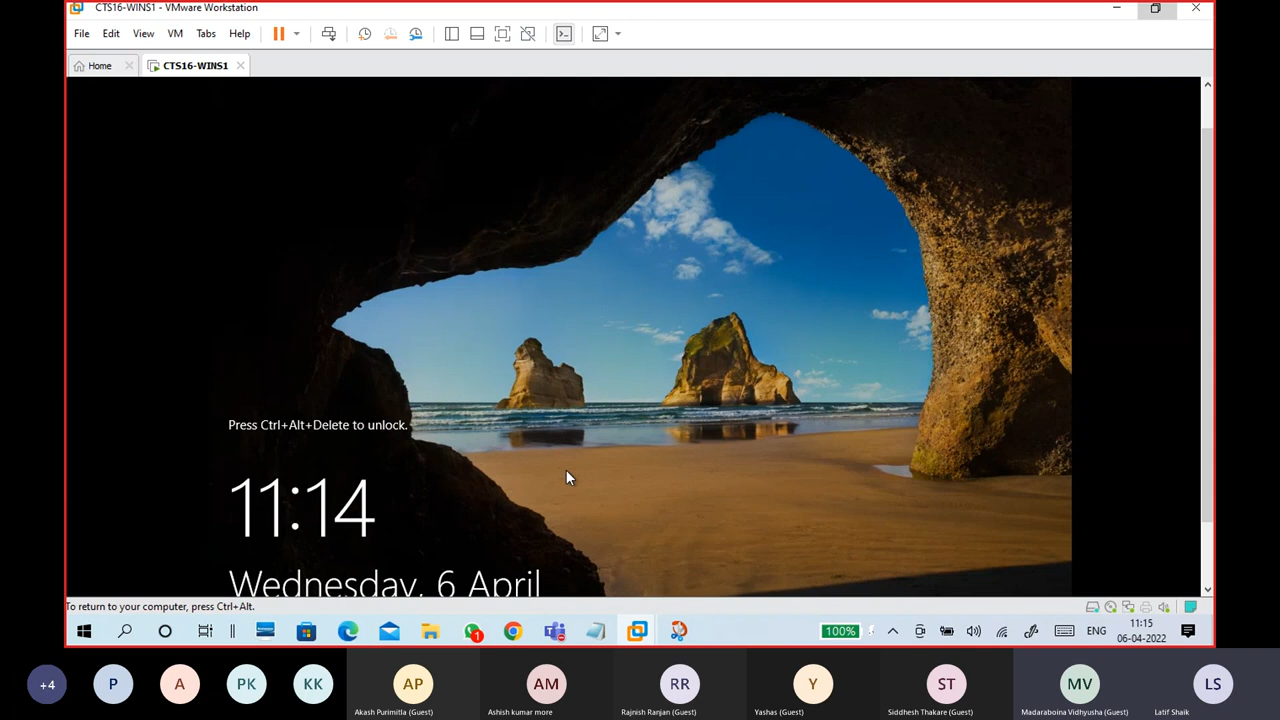 CTS16-WINS1 - VMware Workstation
File Edit View VM Tabs Help
Home CTS16-WINS1
Press Ctrl+Alt+Delete to unlock.
11:14
Wednesday, 6 April
To return to your computer, press Ctrl+Alt.
1
100%
ENG
11:15
06-04-2022
+4 P A PK KK AP AM RR Y ST MV LS
Akash Purimitla (Guest) Ashish kumar more Rajnish Ranjan (Guest) Yashas (Guest) Siddhesh Thakare (Guest) Madaraboina Vidhyusha (Guest) Latif Shaik